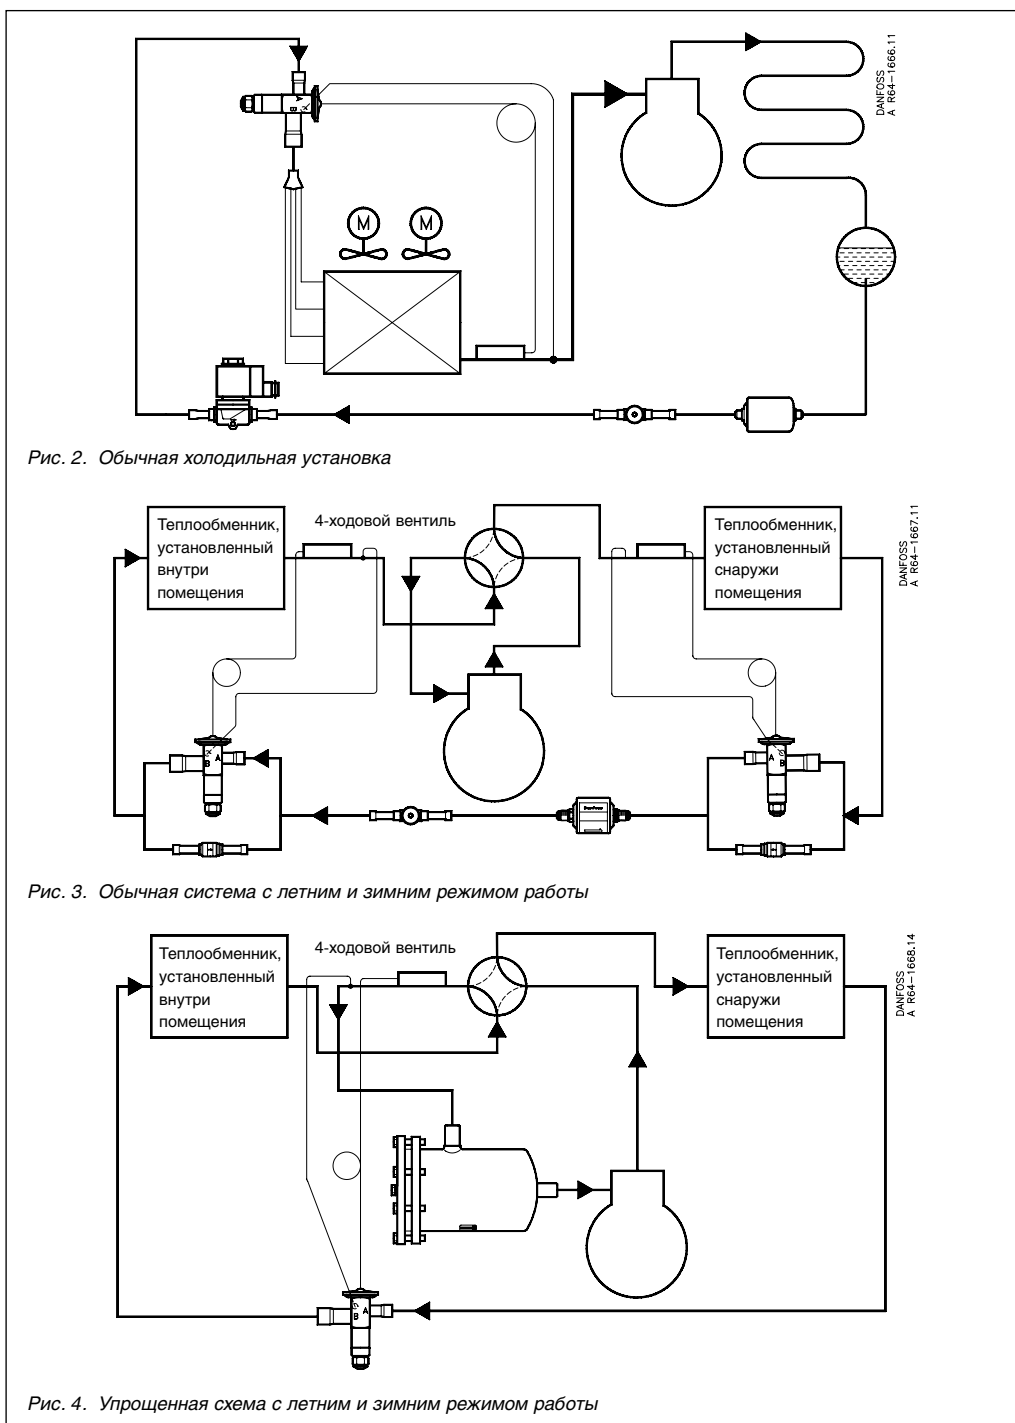 DANFOSS
A R64-1666.11
A
B
M M
Рис. 2. Обычная холодильная установка
Теплообменник,
установленный
внутри
помещения
4-ходовой вентиль
Теплообменник,
установленный
снаружи
помещения
DANFOSS
A R64-1667.11
B A
A B
Danfoss
Рис. 3. Обычная система с летним и зимним режимом работы
Теплообменник,
установленный
внутри
помещения
4-ходовой вентиль
Теплообменник,
установленный
снаружи
помещения
DANFOSS
A R64-1668.14
B A
Рис. 4. Упрощенная схема с летним и зимним режимом работы